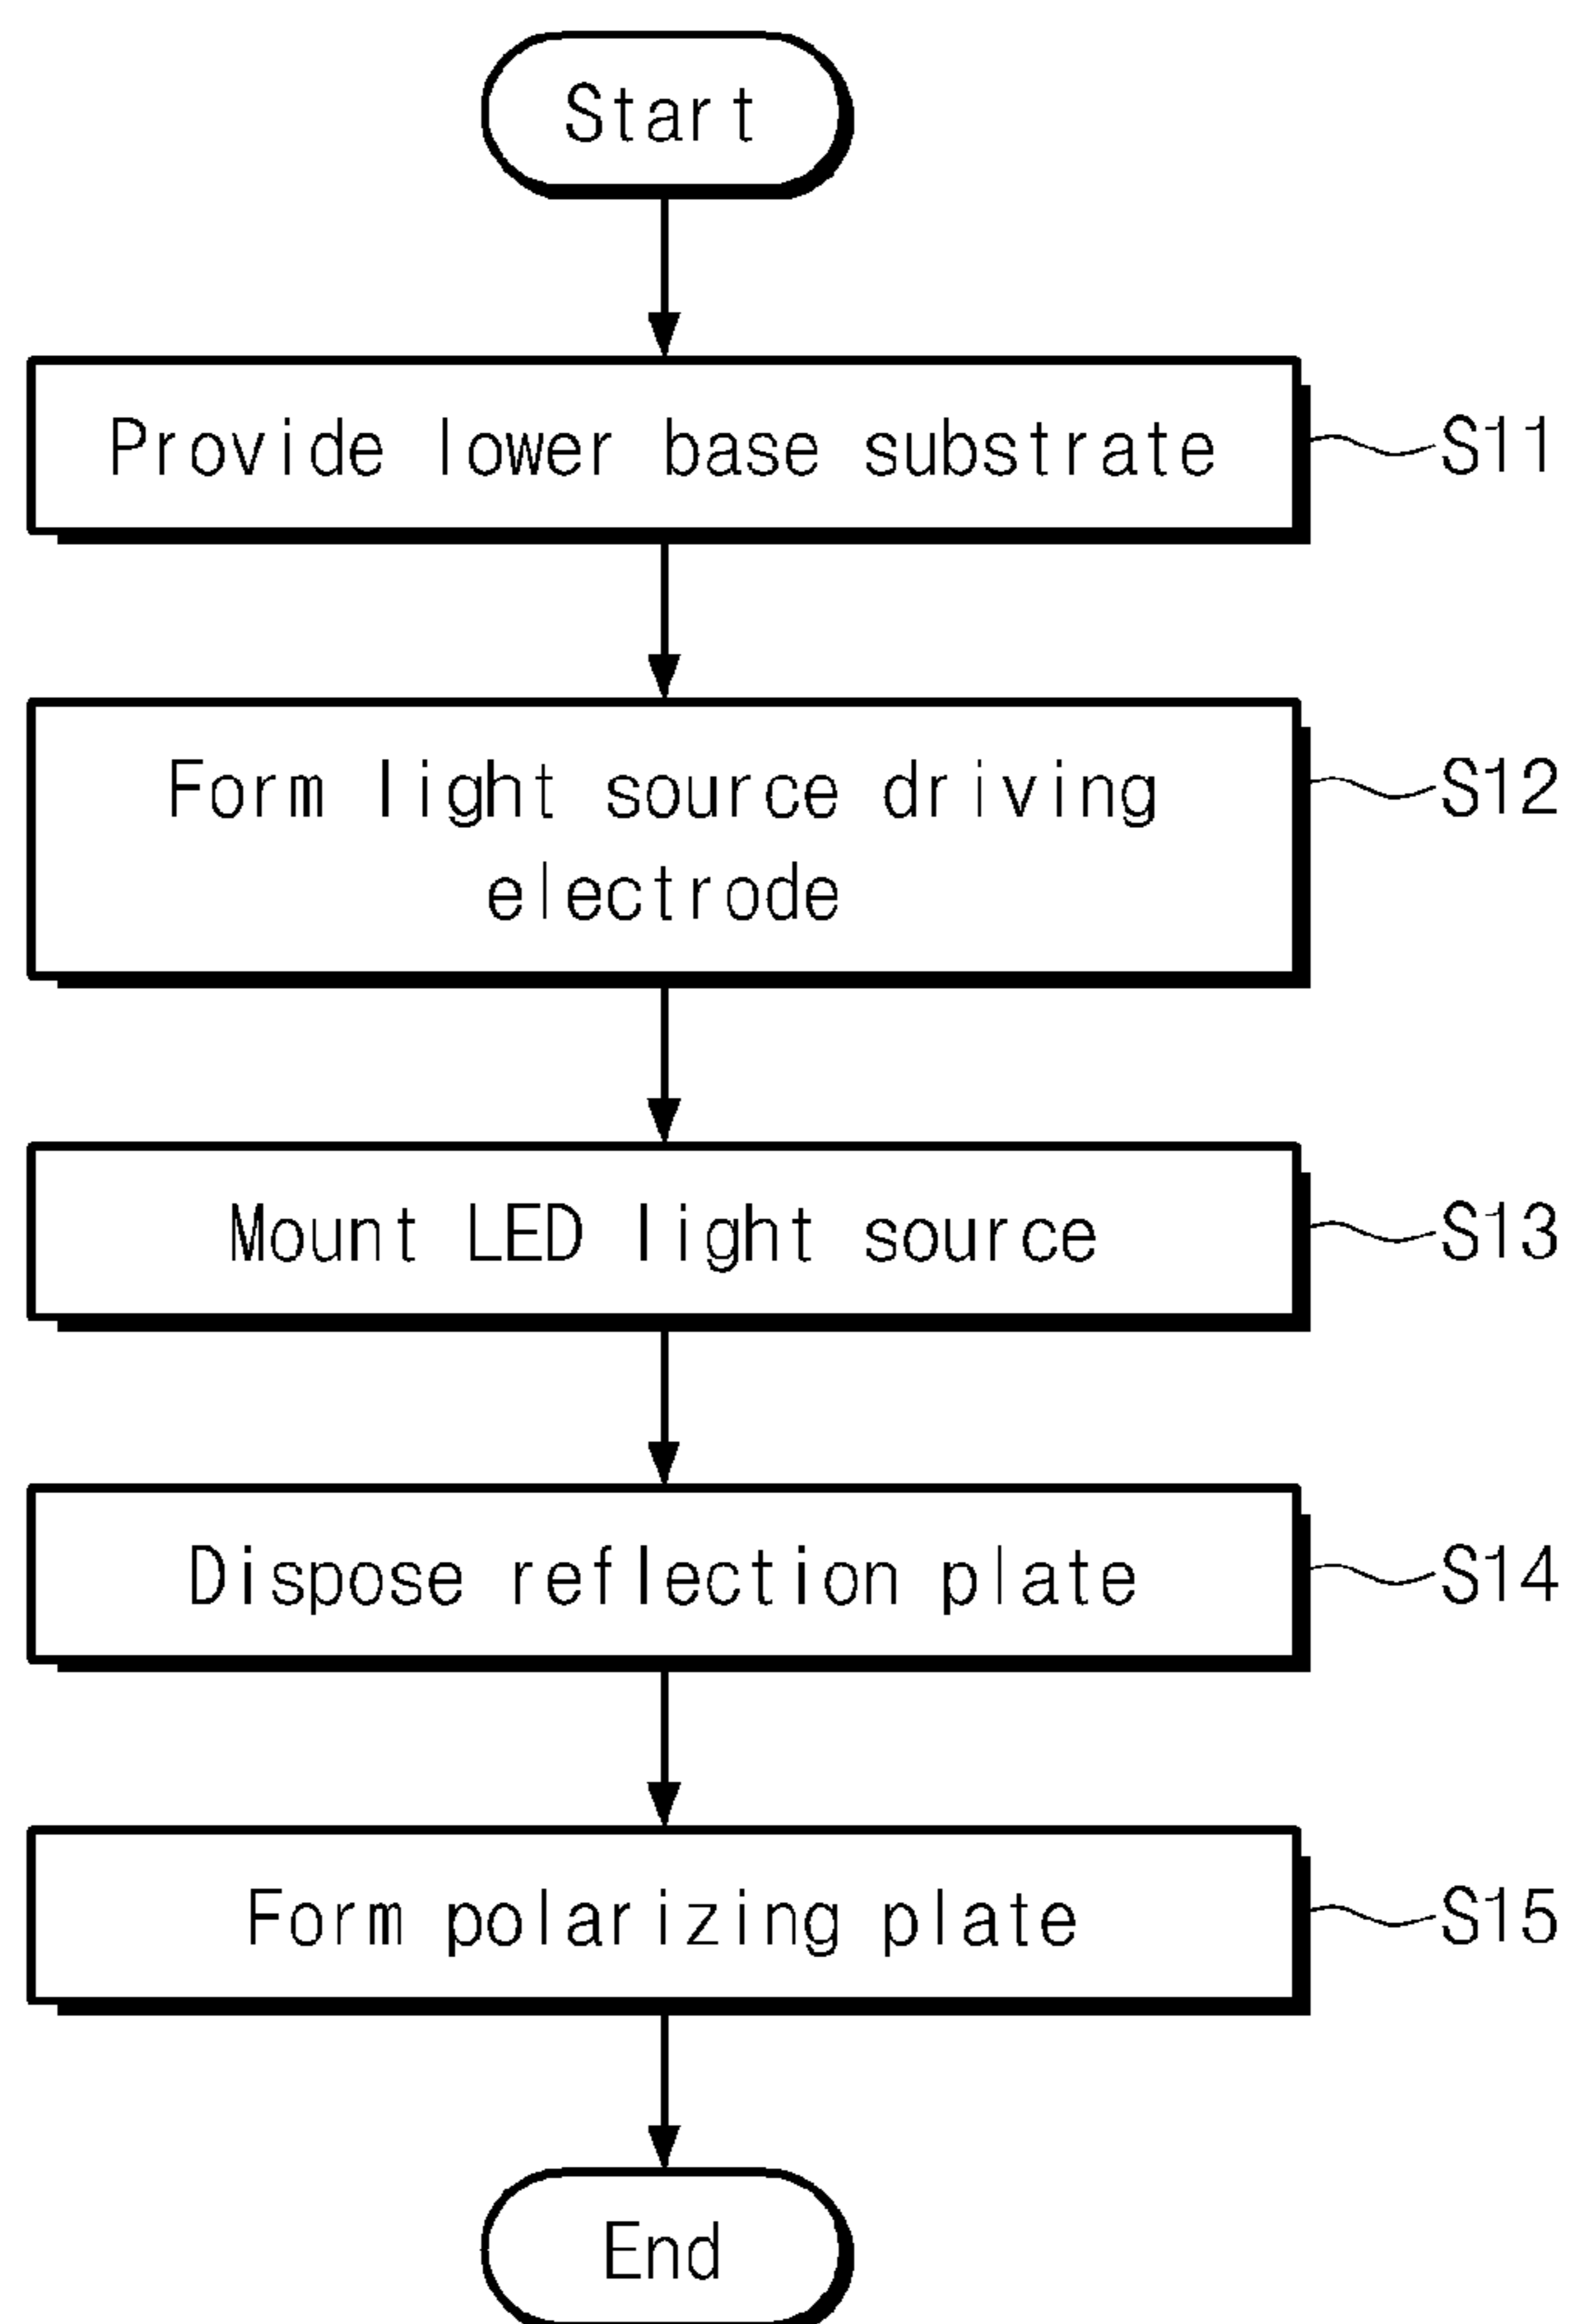 Start
Provide lower base substrate
S11
Form light source driving
electrode
S12
Mount LED light source
S13
Dispose reflection plate
S14
Form polarizing plate
S15
End